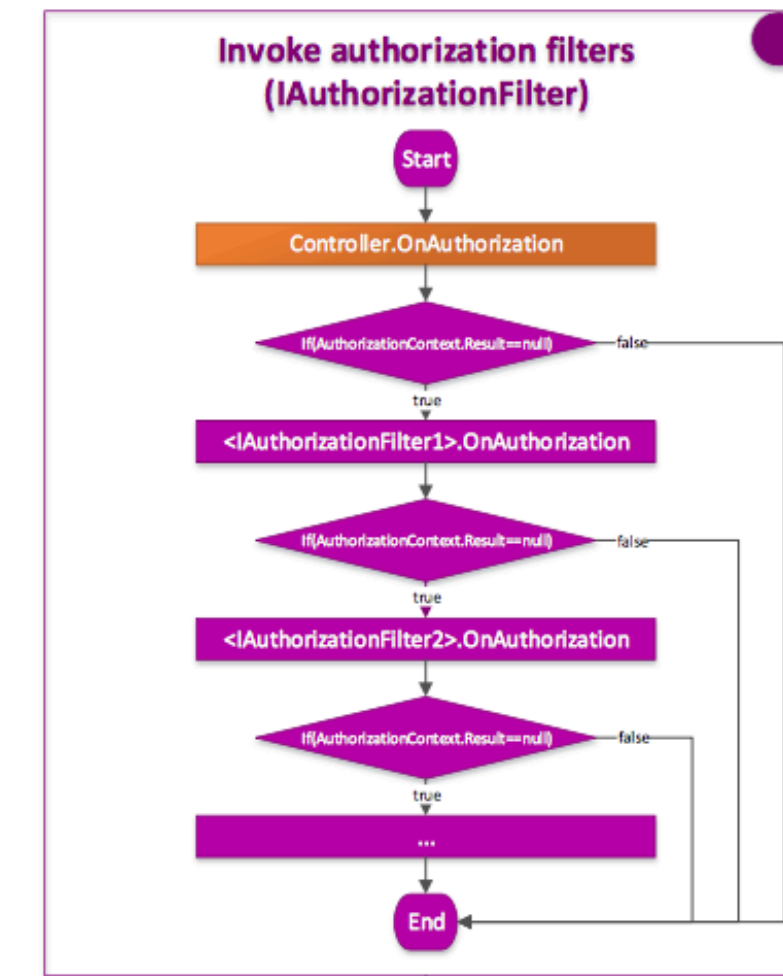 Invoke authorization filters
(IAuthorizationFilter)
Start
Controller.OnAuthorization
If(AuthorizationContext.Result==null)
false
true
<IAuthorizationFilter1>.OnAuthorization
If(AuthorizationContext.Result==null)
false
true
<IAuthorizationFilter2>.OnAuthorization
If(AuthorizationContext.Result==null)
false
true
...
End